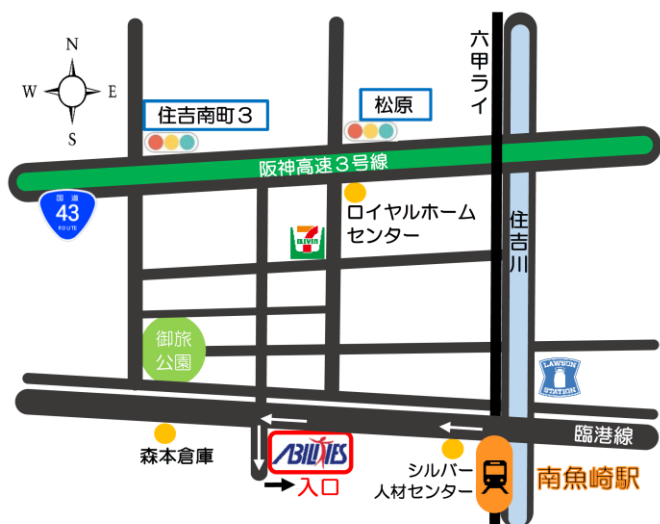 N
W
E
S
住吉南町3
松原
六甲ライ
阪神高速3号線
国道
43
ROUTE
ロイヤルホーム
センター
7
ELEVEN
住吉川
御旅
公園
LAWSON
STATION
臨港線
森本倉庫
ABILITIES
入口
シルバー
人材センター
南魚崎駅